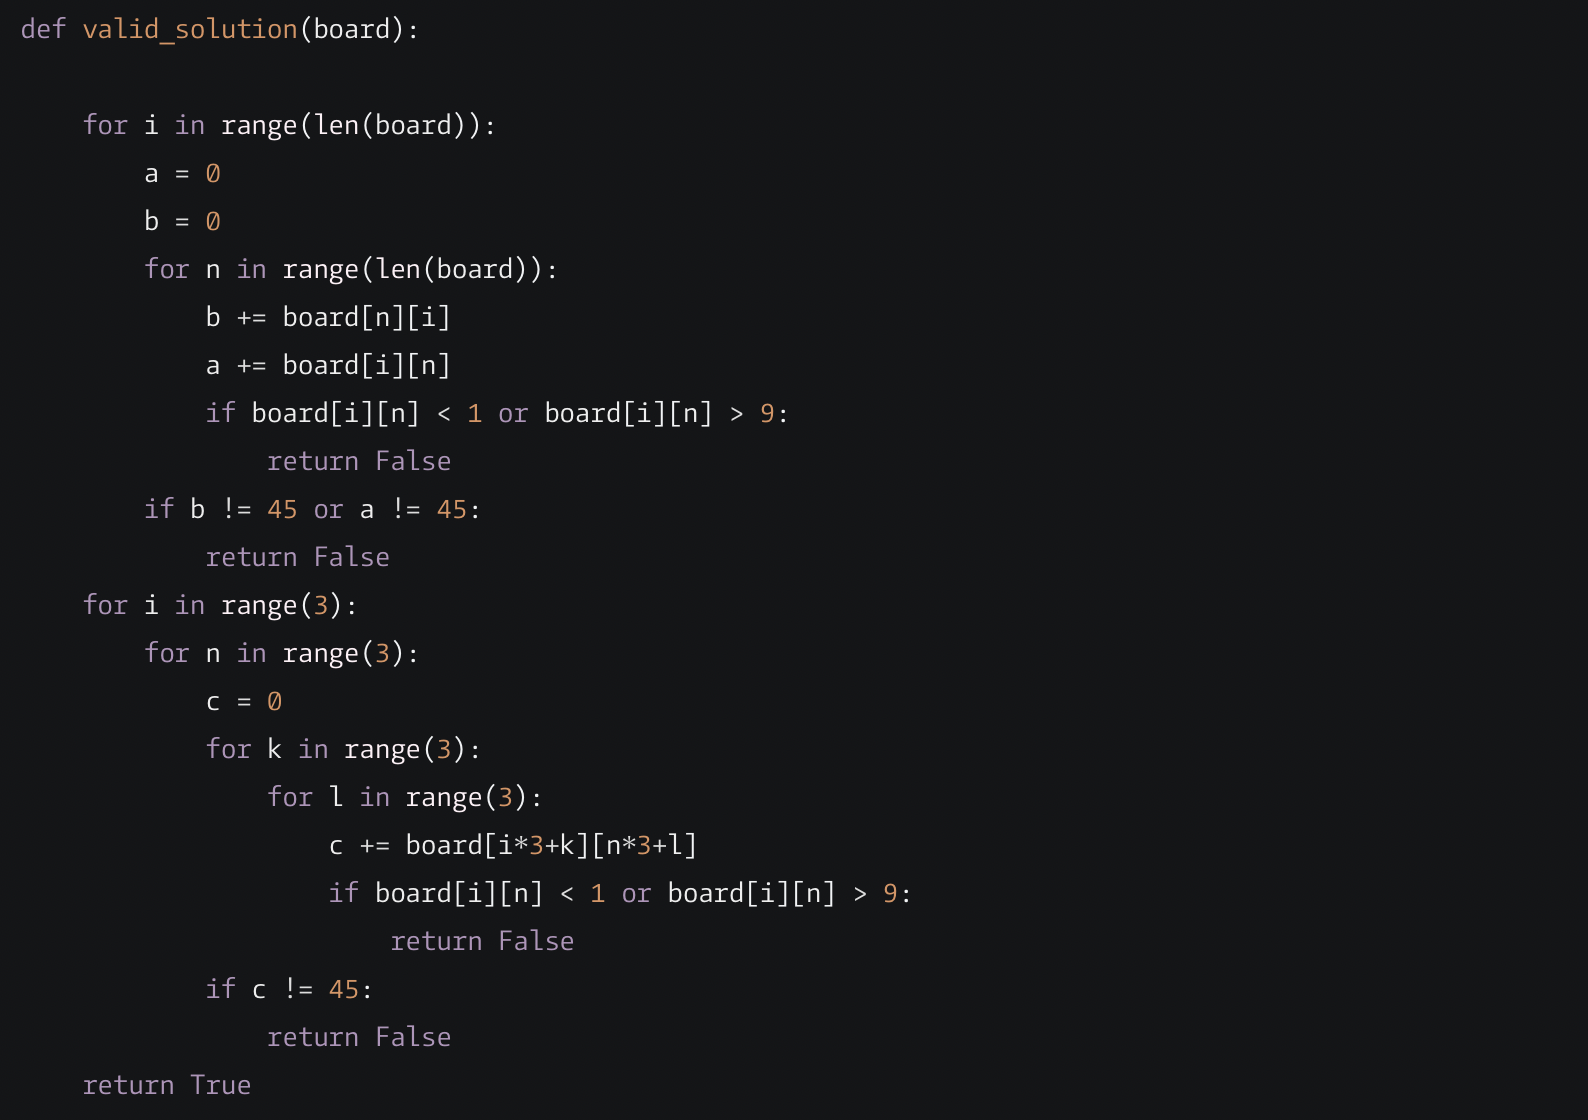 def valid_solution(board):

    for i in range(len(board)):
        a = 0
        b = 0
        for n in range(len(board)):
            b += board[n][i]
            a += board[i][n]
            if board[i][n] < 1 or board[i][n] > 9:
                return False
        if b != 45 or a != 45:
            return False
    for i in range(3):
        for n in range(3):
            c = 0
            for k in range(3):
                for l in range(3):
                    c += board[i*3+k][n*3+l]
                    if board[i][n] < 1 or board[i][n] > 9:
                        return False
            if c != 45:
                return False
    return True